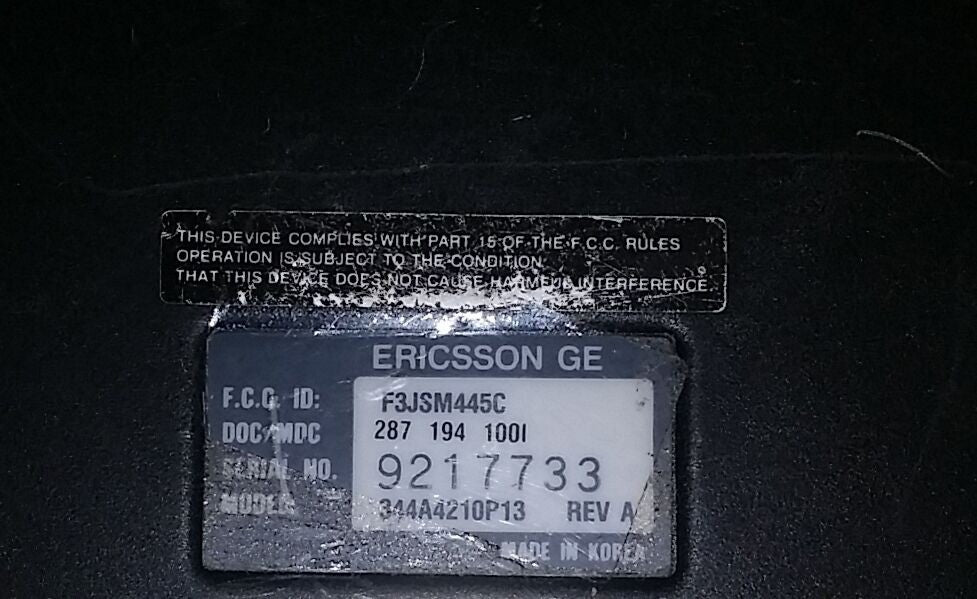 THIS DEVICE COMPLIES WITH PART 15 OF THE F.C.C. RULES
OPERATION IS SUBJECT TO THE CONDITION
THAT THIS DEVICE DOES NOT CAUSE HARMFUL INTERFERENCE.
ERICSSON GE
F.C.C. ID: F3JSM445C
DOC/MDC 287 194 1001
SERIAL NO. 9217733
MODEL 344A4210P13 REV A
MADE IN KOREA